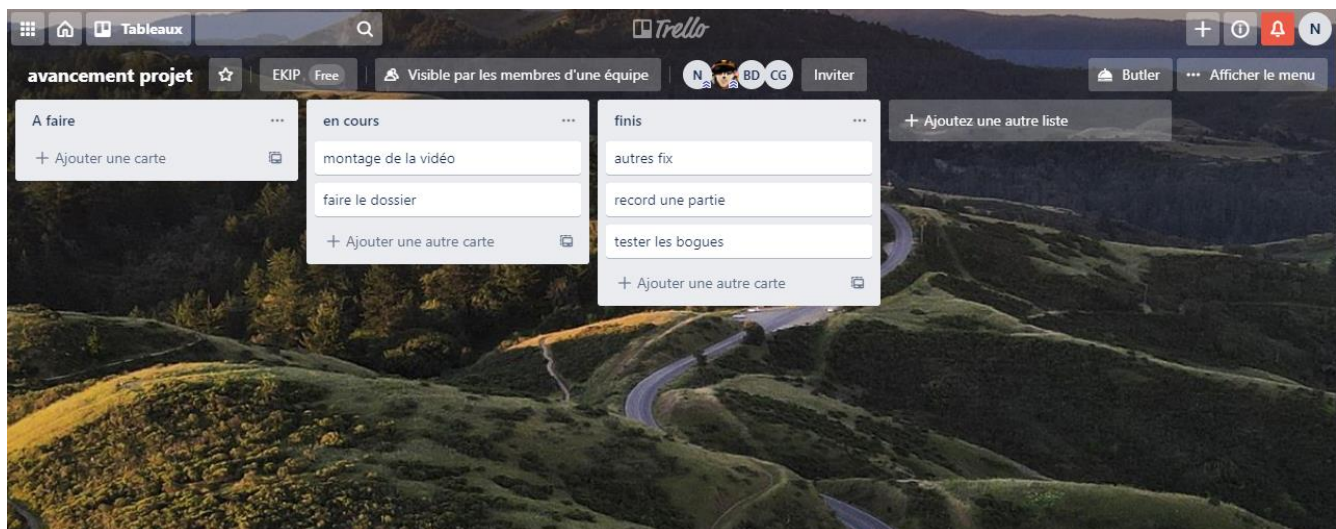 Tableaux
Trello
N
avancement projet
EKIP Free
Visible par les membres d'une équipe
N
BD
CG
Inviter
Butler
Afficher le menu
A faire
+ Ajouter une carte
en cours
montage de la vidéo
faire le dossier
+ Ajouter une autre carte
finis
autres fix
record une partie
tester les bogues
+ Ajouter une autre carte
+ Ajoutez une autre liste